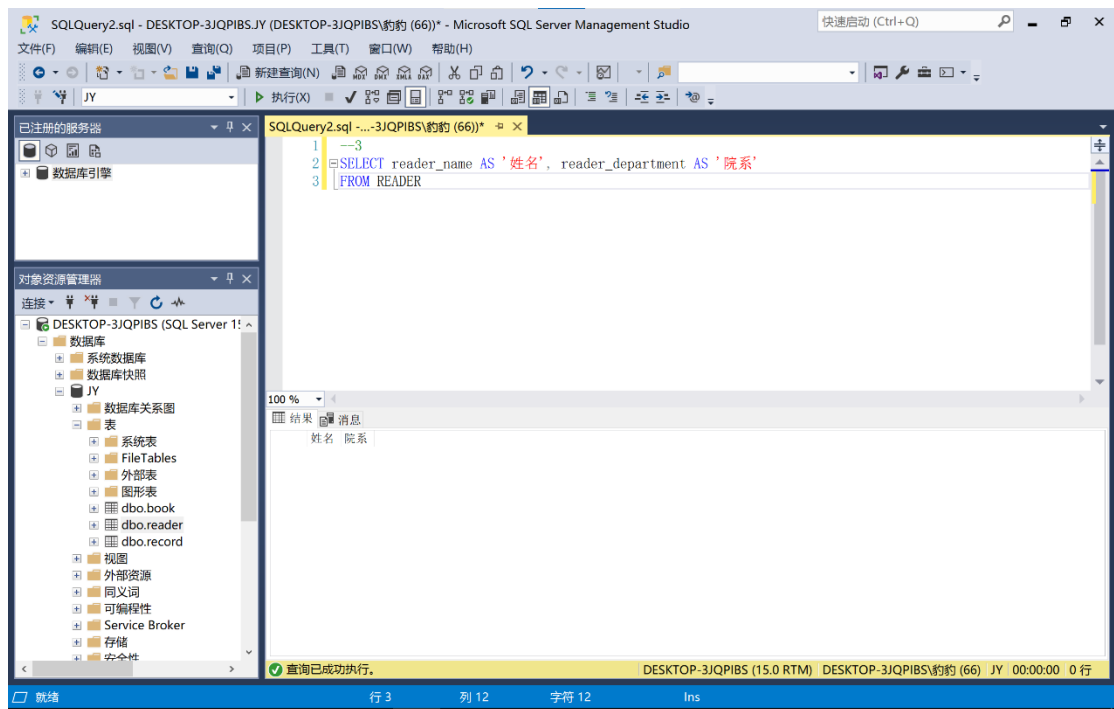 SQLQuery2.sql - DESKTOP-3JQPIBS.JY (DESKTOP-3JQPIBS\豹豹 (66))* - Microsoft SQL Server Management Studio
快速启动 (Ctrl+Q)
文件(F) 编辑(E) 视图(V) 查询(Q) 项目(P) 工具(T) 窗口(W) 帮助(H)
新建查询(N)
JY
执行(X)
已注册的服务器
数据库引擎
对象资源管理器
连接
DESKTOP-3JQPIBS (SQL Server 1
数据库
系统数据库
数据库快照
JY
数据库关系图
表
系统表
FileTables
外部表
图形表
dbo.book
dbo.reader
dbo.record
视图
外部资源
同义词
可编程性
Service Broker
存储
安全性
SQLQuery2.sql -...-3JQPIBS\豹豹 (66))*
1 --3
2 SELECT reader_name AS '姓名', reader_department AS '院系'
3 FROM READER
100 %
结果 消息
姓名 院系
查询已成功执行。
DESKTOP-3JQPIBS (15.0 RTM) DESKTOP-3JQPIBS\豹豹 (66) JY 00:00:00 0 行
就绪 行 3 列 12 字符 12 Ins